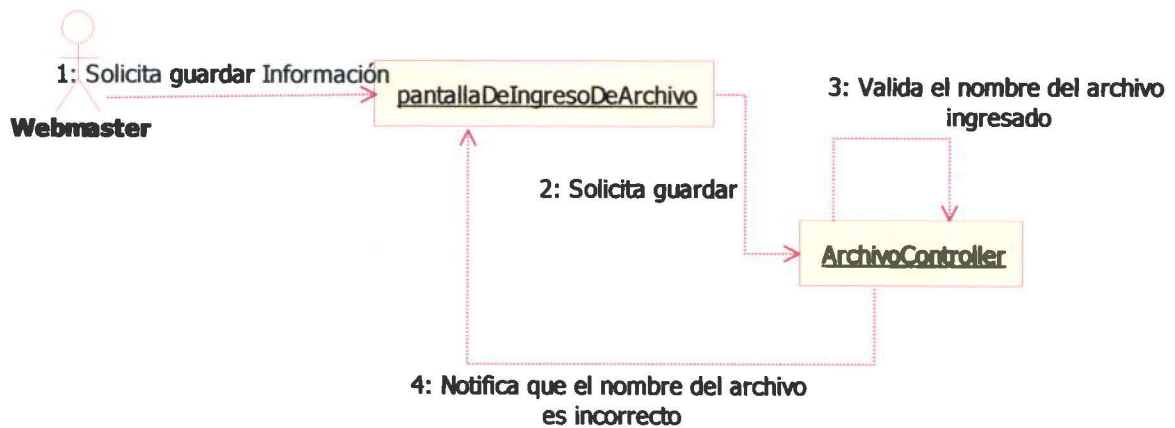 1: Solicita guardar Información
Webmaster
pantallaDeIngresoDeArchivo
3: Valida el nombre del archivo
ingresado
2: Solicita guardar
ArchivoController
4: Notifica que el nombre del archivo
es incorrecto